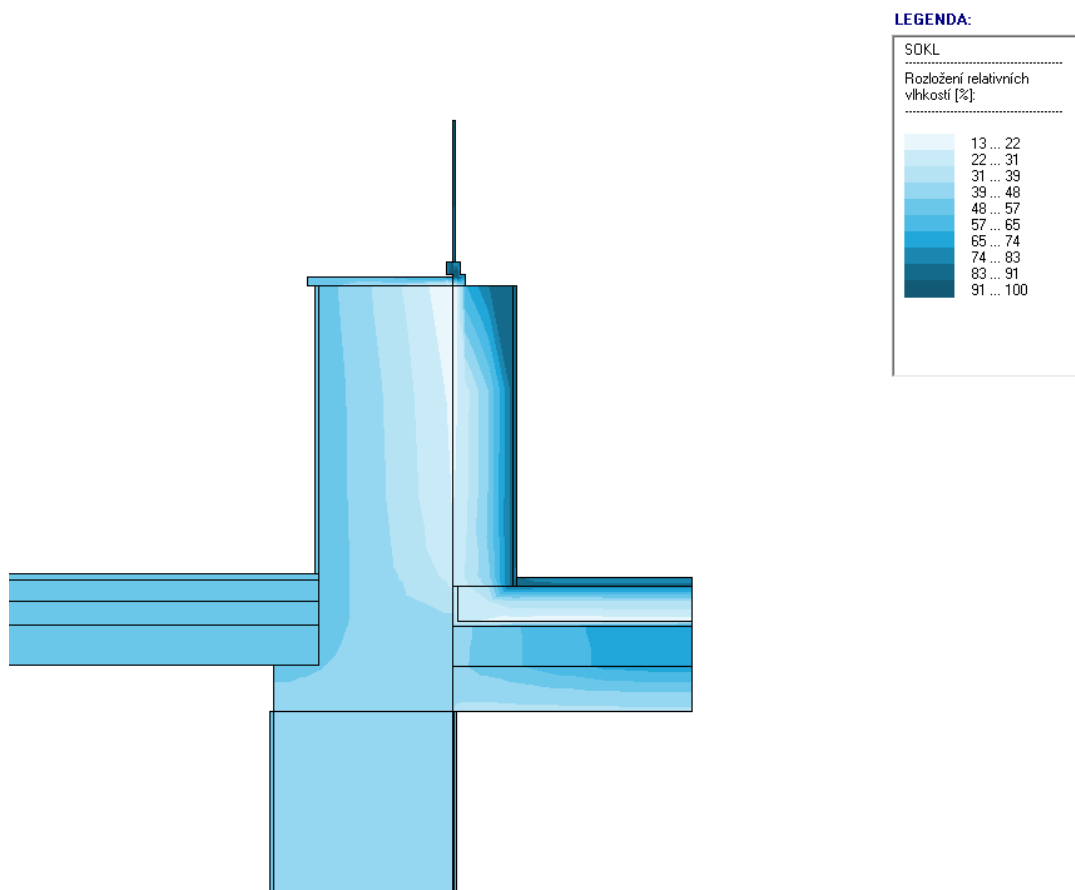 LEGENDA:
SOKL
Rozložení relativních
vlhkostí [%]:
13 ... 22
22 ... 31
31 ... 39
39 ... 48
48 ... 57
57 ... 65
65 ... 74
74 ... 83
83 ... 91
91 ... 100